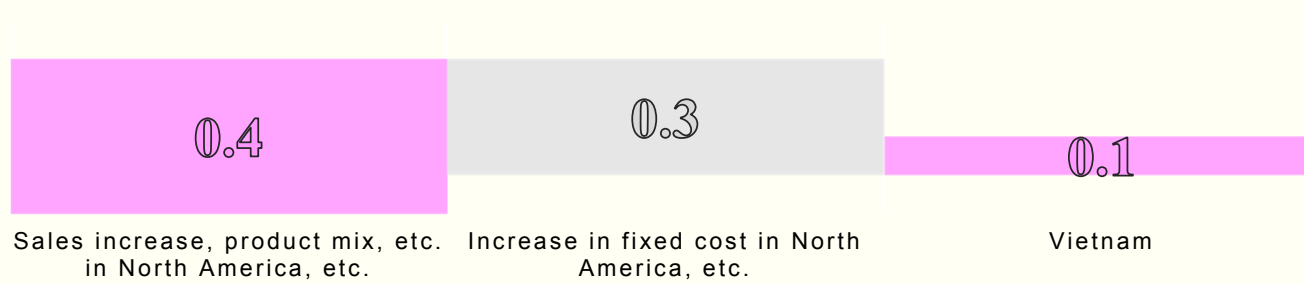 0.4
0.3
0.1
Sales increase, product mix, etc.
in North America, etc.
Increase in fixed cost in North
America, etc.
Vietnam